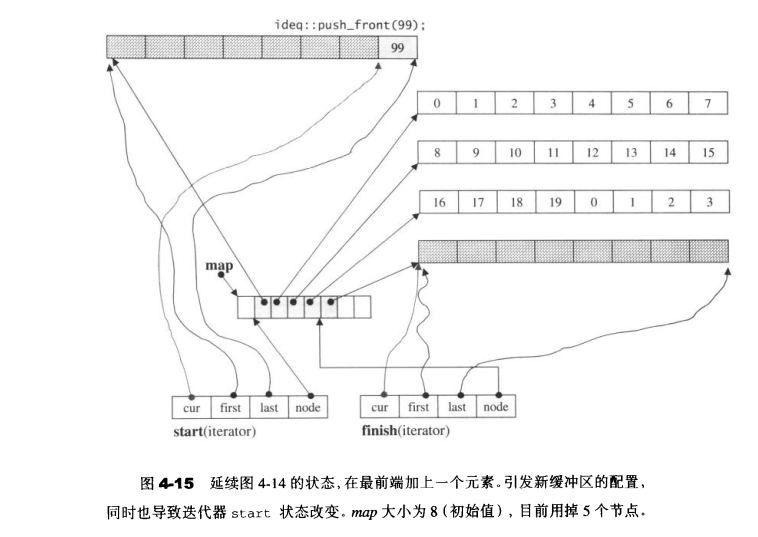 ideq::push_front(99);
99
0 1 2 3 4 5 6 7
8 9 10 11 12 13 14 15
16 17 18 19 0 1 2 3
map
cur first last node
start(iterator)
cur first last node
finish(iterator)
图 4-15 延续图 4-14 的状态，在最前端加上一个元素。引发新缓冲区的配置，
同时也导致迭代器 start 状态改变。map 大小为 8（初始值），目前用掉 5 个节点。